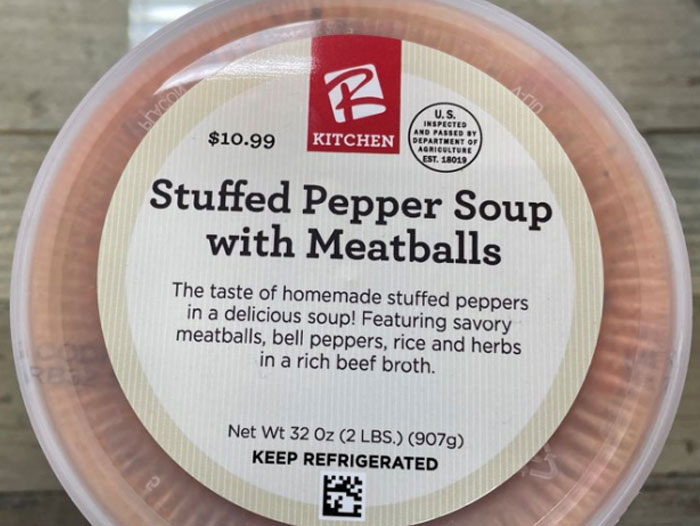 $10.99
KITCHEN
U.S.
INSPECTED
AND PASSED BY
DEPARTMENT OF
AGRICULTURE
EST. 18019
Stuffed Pepper Soup
with Meatballs
The taste of homemade stuffed peppers
in a delicious soup! Featuring savory
meatballs, bell peppers, rice and herbs
in a rich beef broth.
Net Wt 32 Oz (2 LBS.) (907g)
KEEP REFRIGERATED